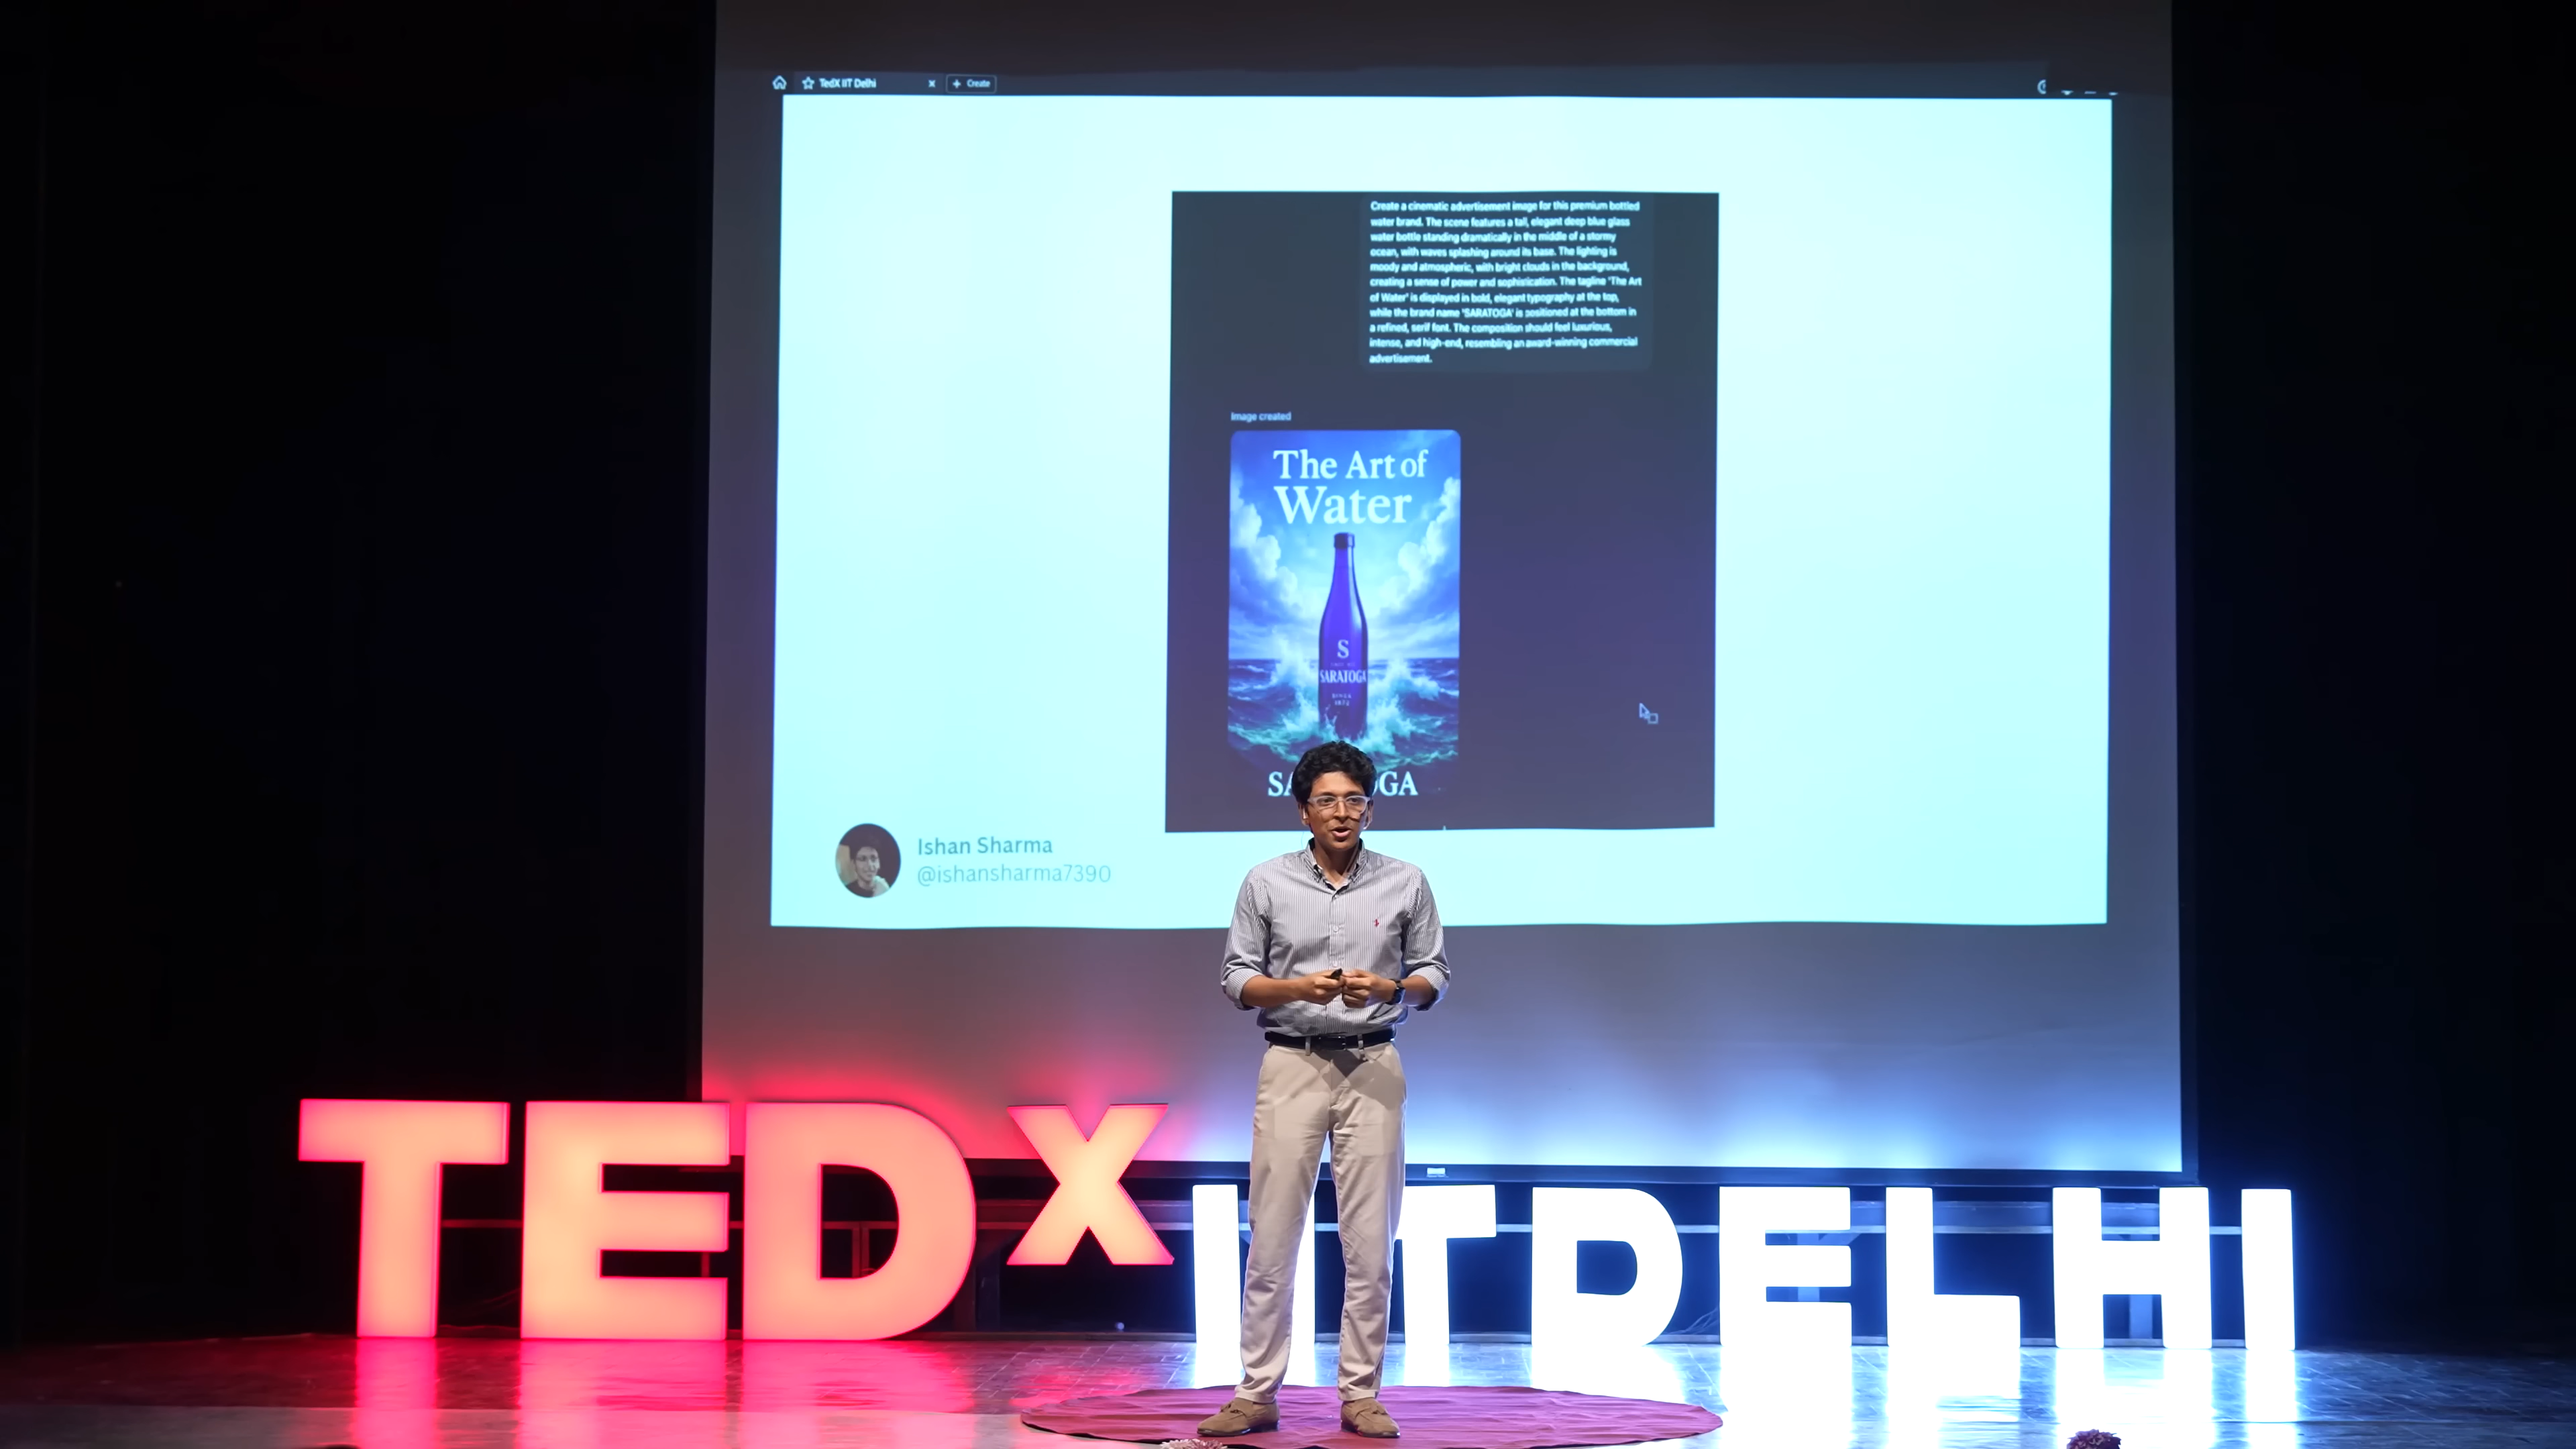 TedX IIT Delhi
Create
Create a cinematic advertisement image for this premium bottled
water brand. The scene features a tall, elegant deep blue glass
water bottle standing dramatically in the middle of a stormy
ocean, with waves splashing around its base. The lighting is
moody and atmospheric, with bright clouds in the background,
creating a sense of power and sophistication. The tagline 'The Art
of Water' is displayed in bold, elegant typography at the top,
while the brand name 'SARATOGA' is positioned at the bottom in
a refined, serif font. The composition should feel luxurious,
intense, and high-end, resembling an award-winning commercial
advertisement.
Image created
The Art of
Water
S
SARATOGA
1872
SA OGA
Ishan Sharma
@ishansharma7390
TEDx IITDELHI